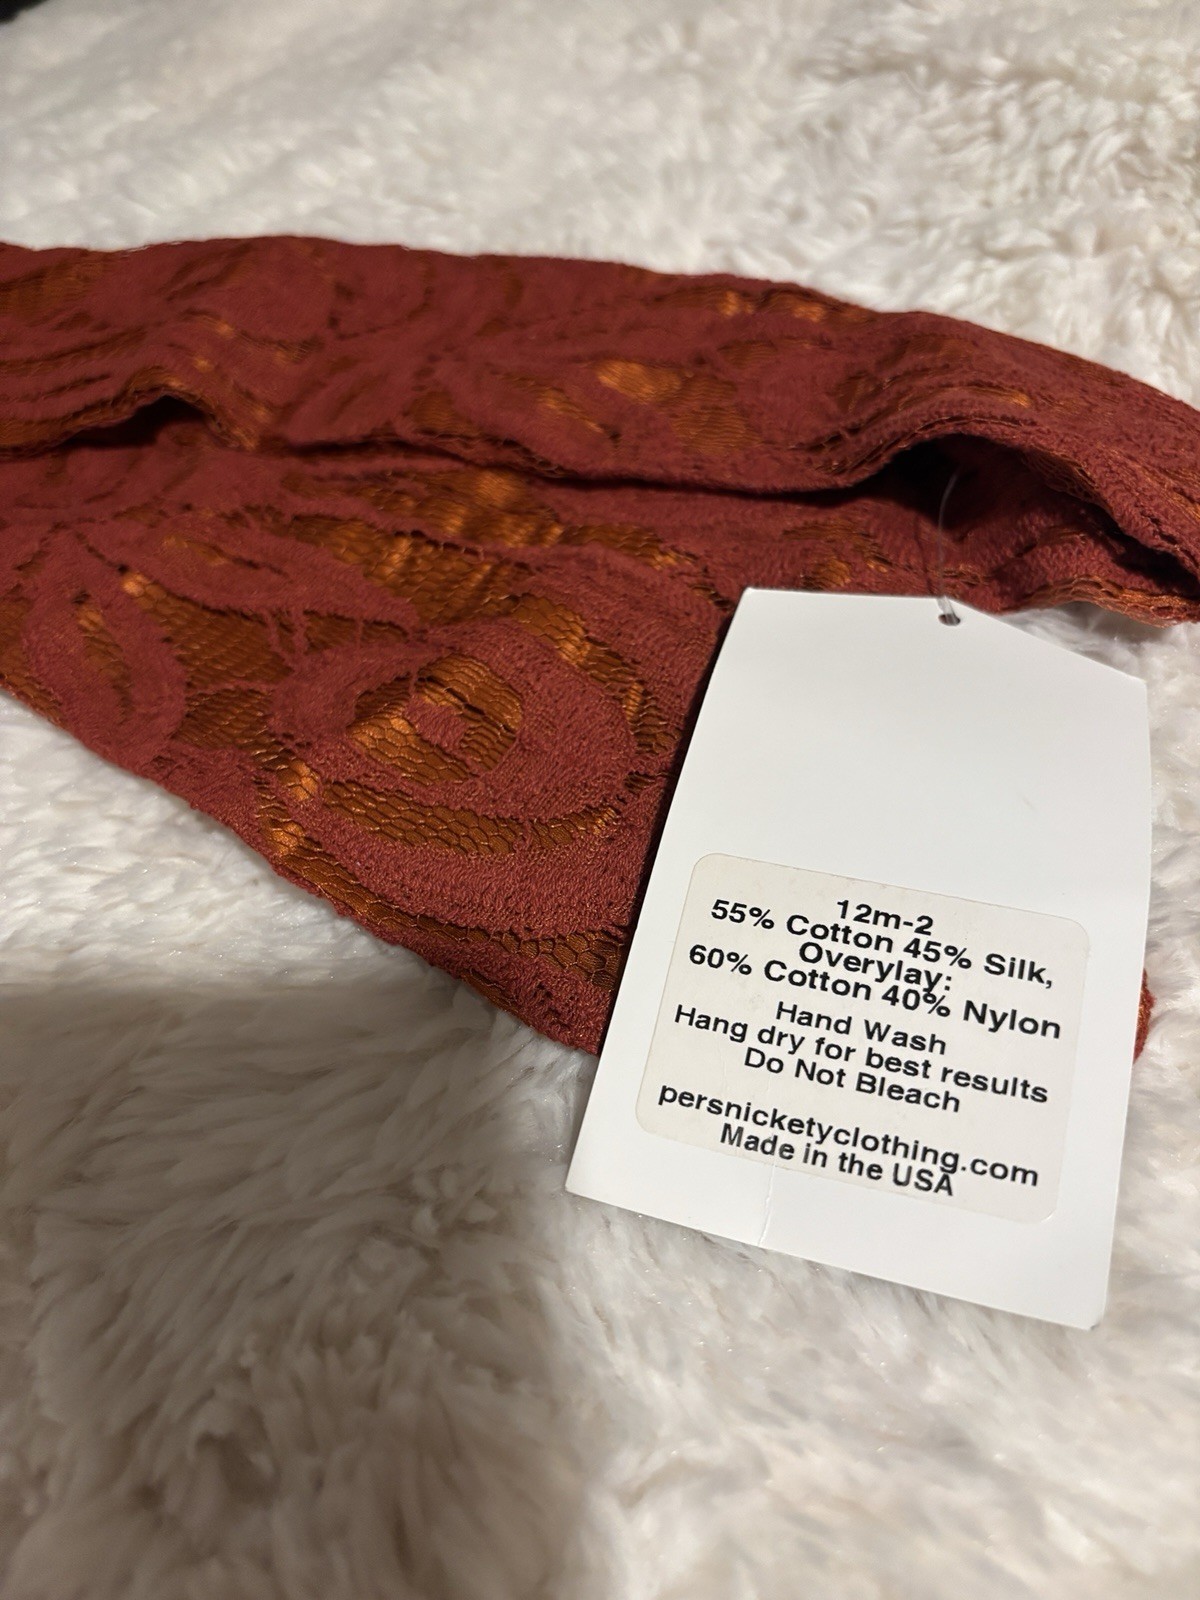 12m-2
55% Cotton 45% Silk,
Overylay:
60% Cotton 40% Nylon
Hand Wash
Hang dry for best results
Do Not Bleach
persnicketyclothing.com
Made in the USA